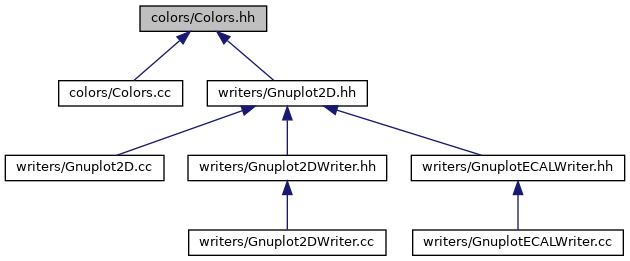 colors/Colors.hh
colors/Colors.cc
writers/Gnuplot2D.hh
writers/Gnuplot2D.cc
writers/Gnuplot2DWriter.hh
writers/GnuplotECALWriter.hh
writers/Gnuplot2DWriter.cc
writers/GnuplotECALWriter.cc